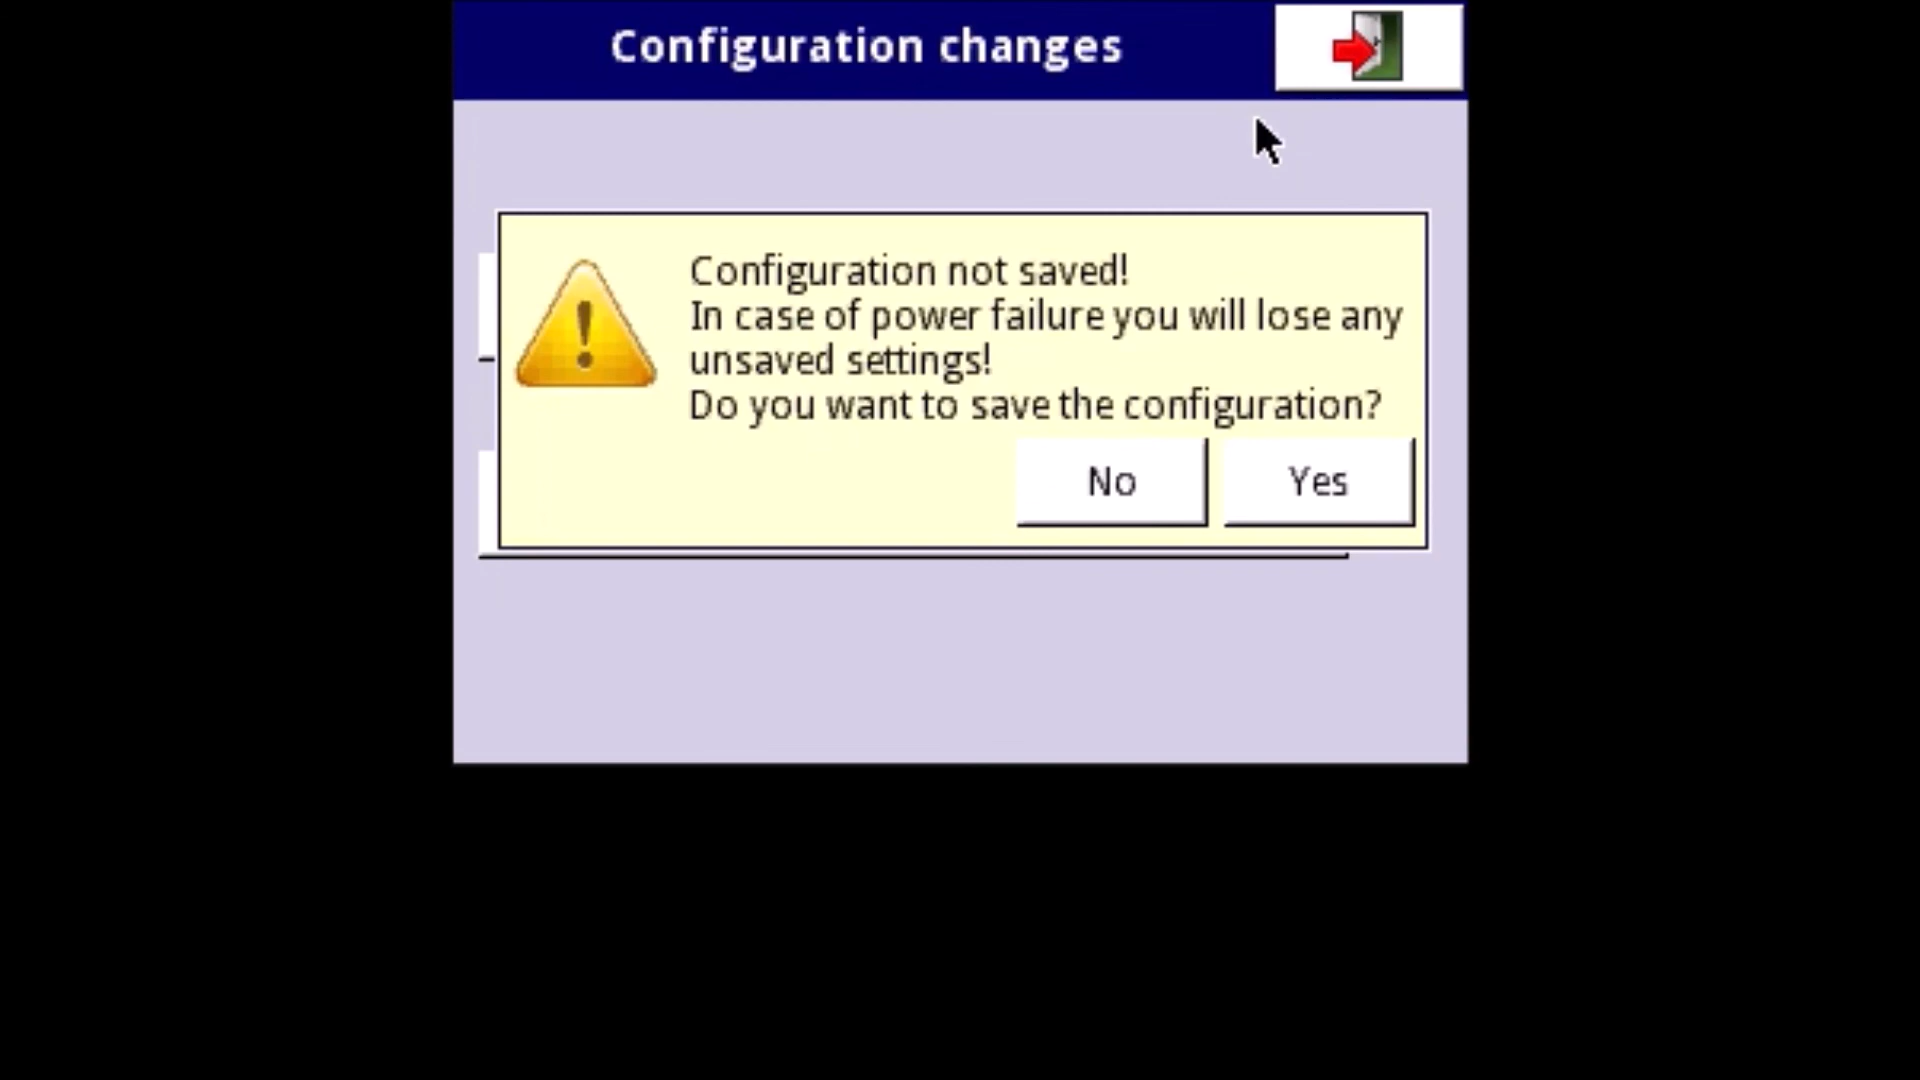 Configuration changes
Configuration not saved!
In case of power failure you will lose any
unsaved settings!
Do you want to save the configuration?
No Yes